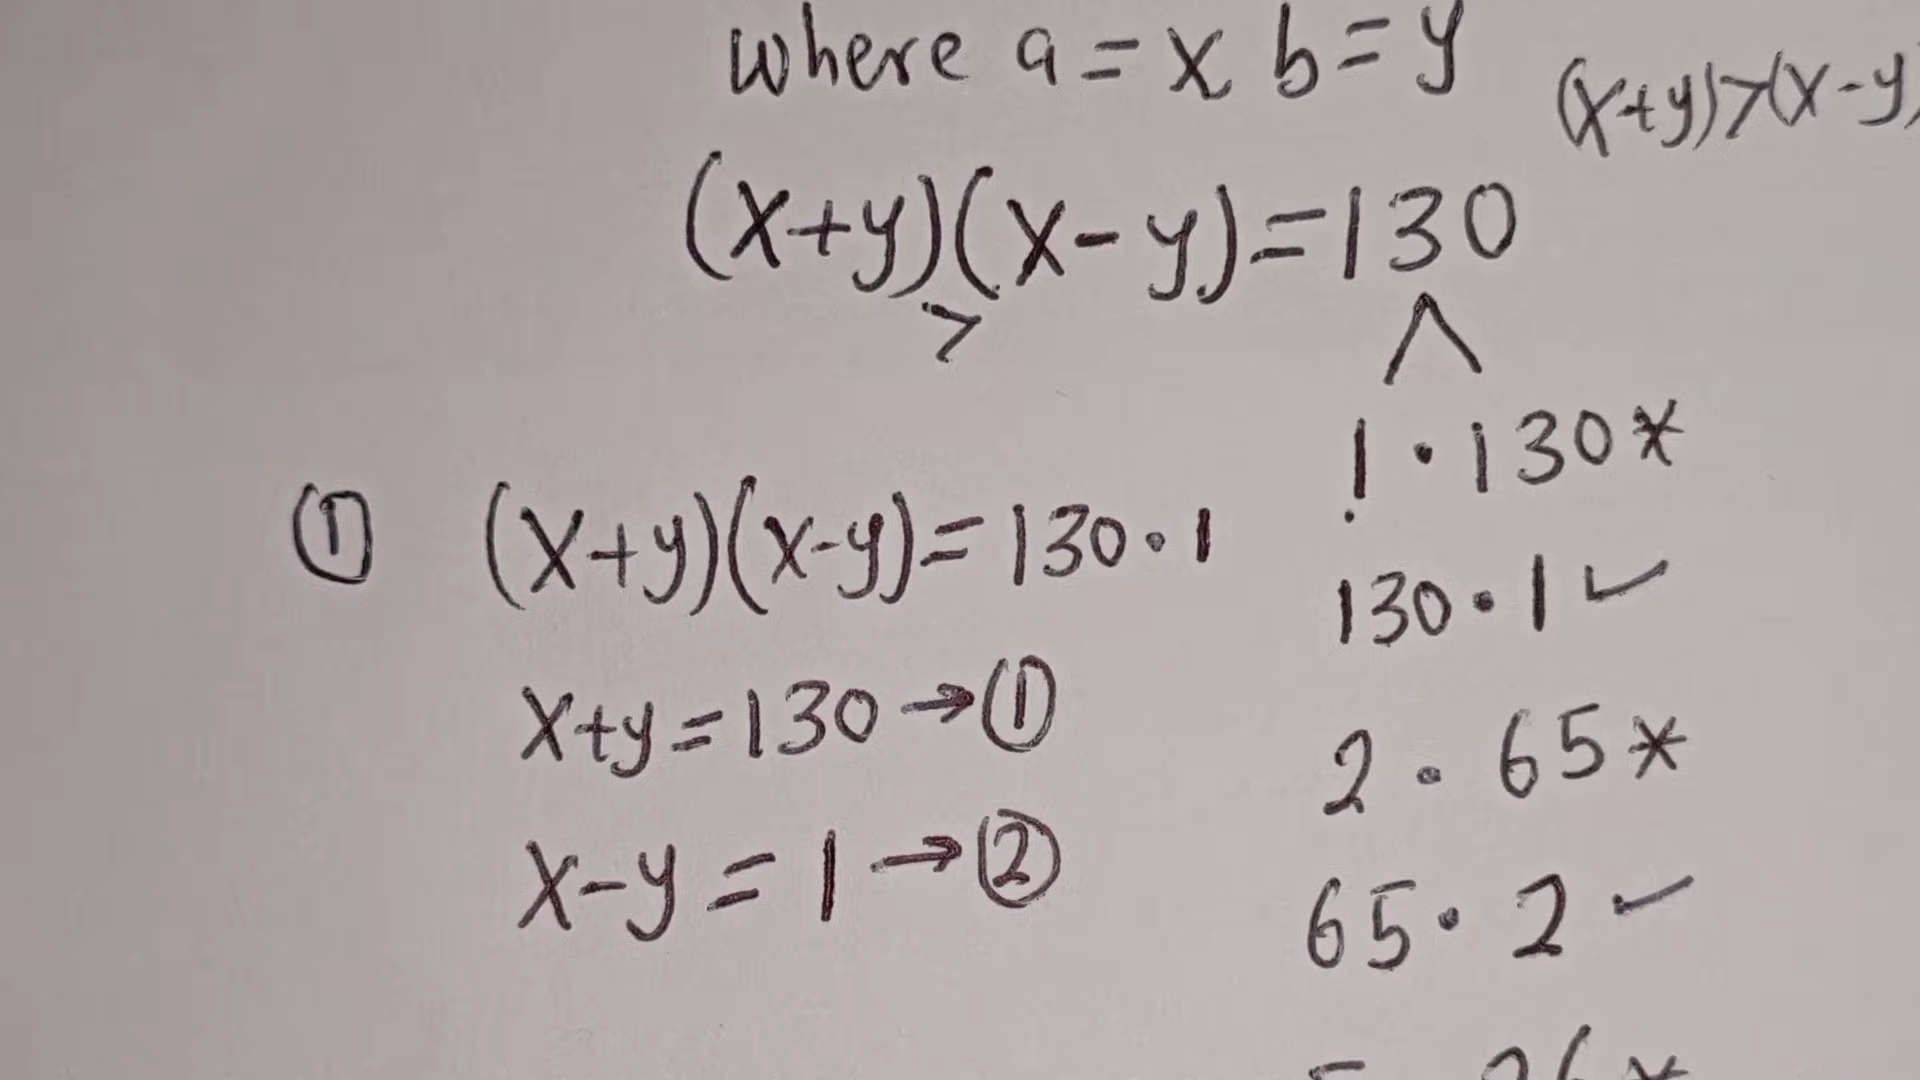 where a = x b = y
(x+y)>(x-y)
(x+y)(x-y)=130
>
1 · 130 *
① (x+y)(x-y)=130·1
130 · 1 ✓
x+y=130→①
2 · 65 *
x-y=1→②
65 · 2 ✓